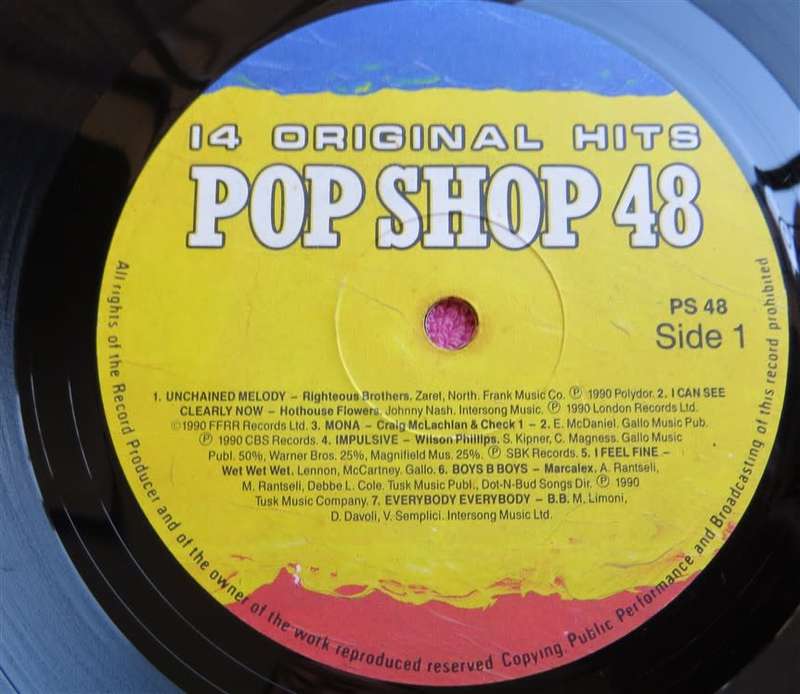 14 ORIGINAL HITS
POP SHOP 48
PS 48
Side 1
1. UNCHAINED MELODY – Righteous Brothers. Zaret, North. Frank Music Co. Ⓟ 1990 Polydor. 2. I CAN SEE
CLEARLY NOW – Hothouse Flowers. Johnny Nash. Intersong Music. Ⓟ 1990 London Records Ltd.
©1990 FFRR Records Ltd. 3. MONA – Craig McLachlan & Check 1 – 2. E. McDaniel. Gallo Music Pub.
Ⓟ 1990 CBS Records. 4. IMPULSIVE – Wilson Phillips. S. Kipner, C. Magness. Gallo Music
Publ. 50%, Warner Bros. 25%, Magnifield Mus. 25%. Ⓟ SBK Records. 5. I FEEL FINE –
Wet Wet Wet. Lennon, McCartney. Gallo. 6. BOYS B BOYS – Marcalex. A. Rantseli,
M. Rantseli, Debbe L. Cole. Tusk Music Publ., Dot-N-Bud Songs Dir. Ⓟ 1990
Tusk Music Company. 7. EVERYBODY EVERYBODY – B.B. M. Limoni,
D. Davoli, V. Semplici. Intersong Music Ltd.
All rights of the Record Producer and of the owner of the work reproduced reserved Copying, Public Performance and Broadcasting of this record prohibited